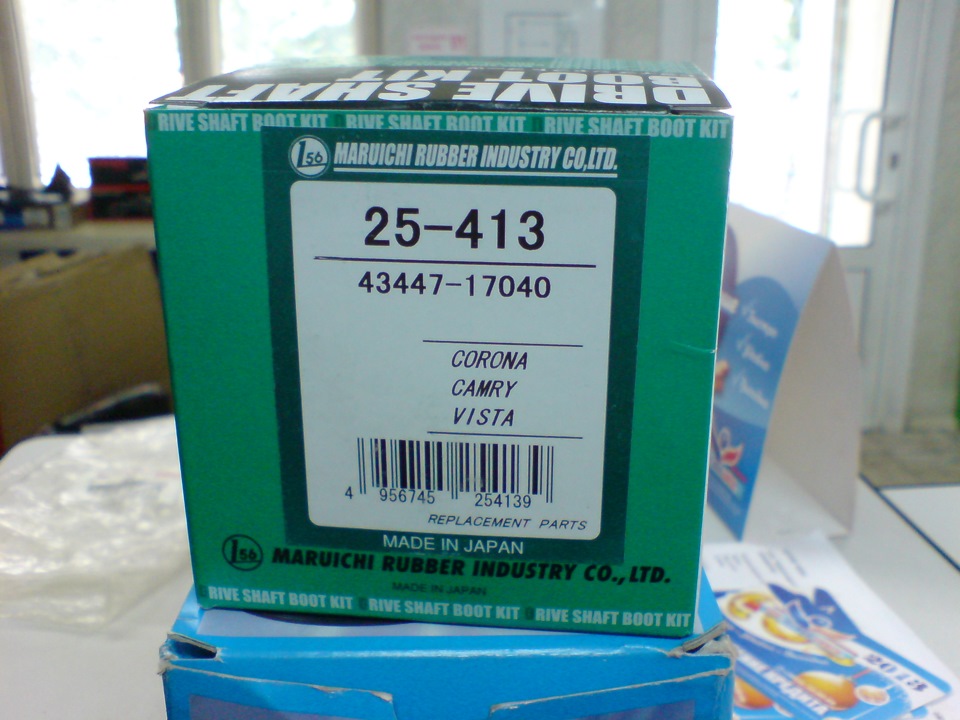 DRIVE SHAFT
BOOT KIT
RIVE SHAFT BOOT KIT RIVE SHAFT BOOT KIT RIVE SHAFT BOOT KIT
156 MARUICHI RUBBER INDUSTRY CO,LTD.
25-413
43447-17040
CORONA
CAMRY
VISTA
4 956745 254139
REPLACEMENT PARTS
MADE IN JAPAN
156 MARUICHI RUBBER INDUSTRY CO., LTD.
MADE IN JAPAN
RIVE SHAFT BOOT KIT RIVE SHAFT BOOT KIT RIVE SHAFT BOOT KIT